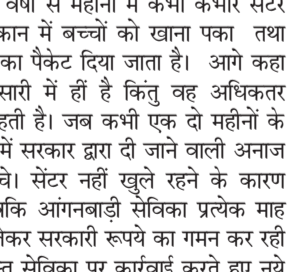 वर्षो से महीनों में कभी कभार सेंटर
कान में बच्चों को खाना पका तथा
का पैकेट दिया जाता है। आगे कहा
सारी में हीं है किंतु वह अधिकतर
हती है। जब कभी एक दो महीनों के
में सरकार द्वारा दी जाने वाली अनाज
चे। सेंटर नहीं खुले रहने के कारण
कि आंगनबाड़ी सेविका प्रत्येक माह
कर सरकारी रूपये का गमन कर रही
त सेविका पर कार्रवाई करते हुए नये